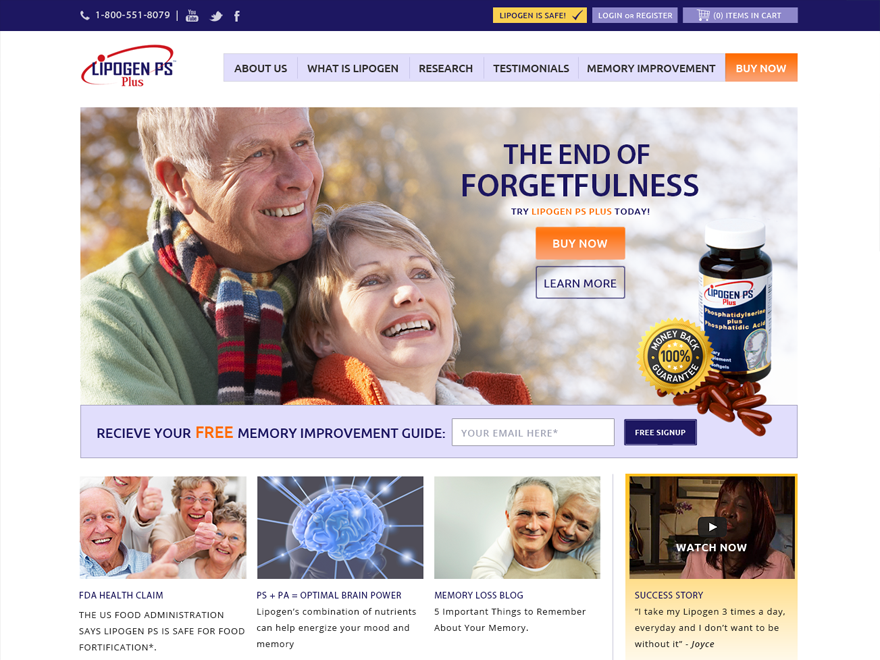 1-800-551-8079
You Tube
LIPOGEN IS SAFE!
LOGIN OR REGISTER
(0) ITEMS IN CART
LIPOGEN PS
Plus
ABOUT US
WHAT IS LIPOGEN
RESEARCH
TESTIMONIALS
MEMORY IMPROVEMENT
BUY NOW
THE END OF
FORGETFULNESS
TRY LIPOGEN PS PLUS TODAY!
BUY NOW
LEARN MORE
LIPOGEN PS
Plus
Phosphatidylserine
plus
Phosphatidic Acid
MONEY BACK
100%
GUARANTEE
RECIEVE YOUR FREE MEMORY IMPROVEMENT GUIDE:
YOUR EMAIL HERE*
FREE SIGNUP
FDA HEALTH CLAIM
THE US FOOD ADMINISTRATION
SAYS LIPOGEN PS IS SAFE FOR FOOD
FORTIFICATION*.
PS + PA = OPTIMAL BRAIN POWER
Lipogen's combination of nutrients
can help energize your mood and
memory
MEMORY LOSS BLOG
5 Important Things to Remember
About Your Memory.
WATCH NOW
SUCCESS STORY
“I take my Lipogen 3 times a day,
everyday and I don’t want to be
without it” - Joyce